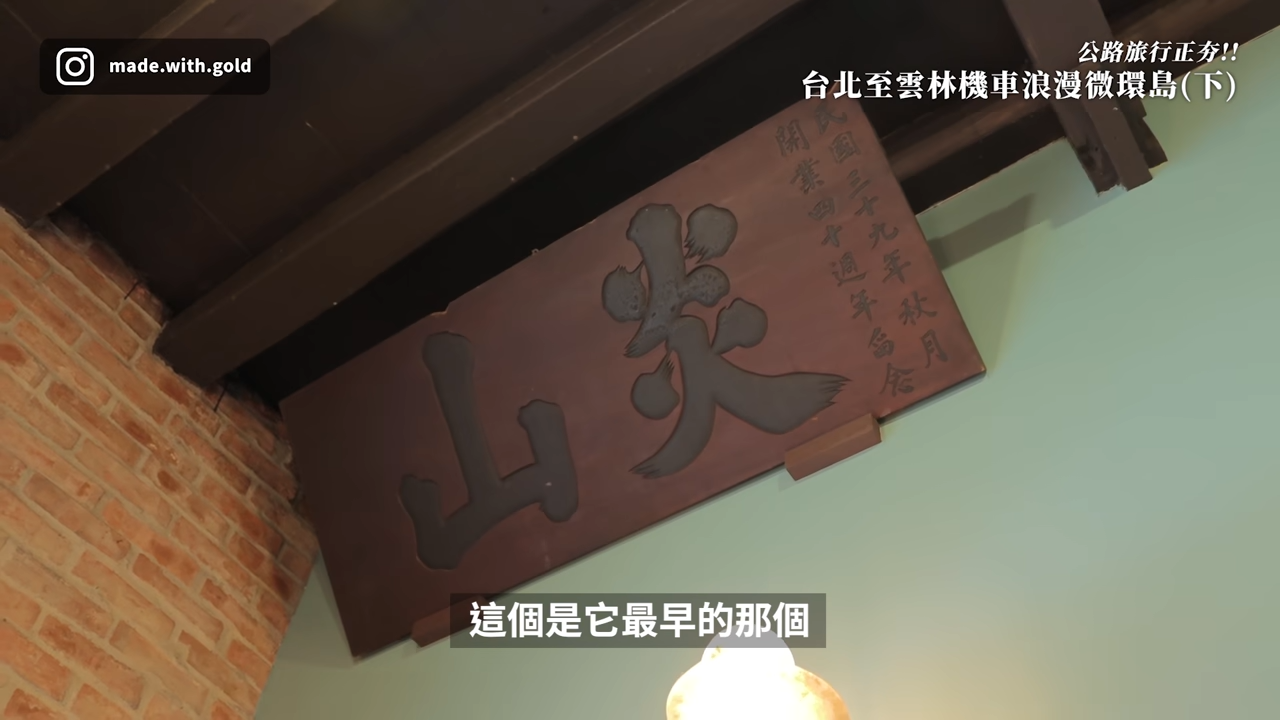 made.with.gold
公路旅行正夯!!
台北至雲林機車浪漫微環島(下)
民國三十九年秋月
開業四十週年留念
炎山
這個是它最早的那個